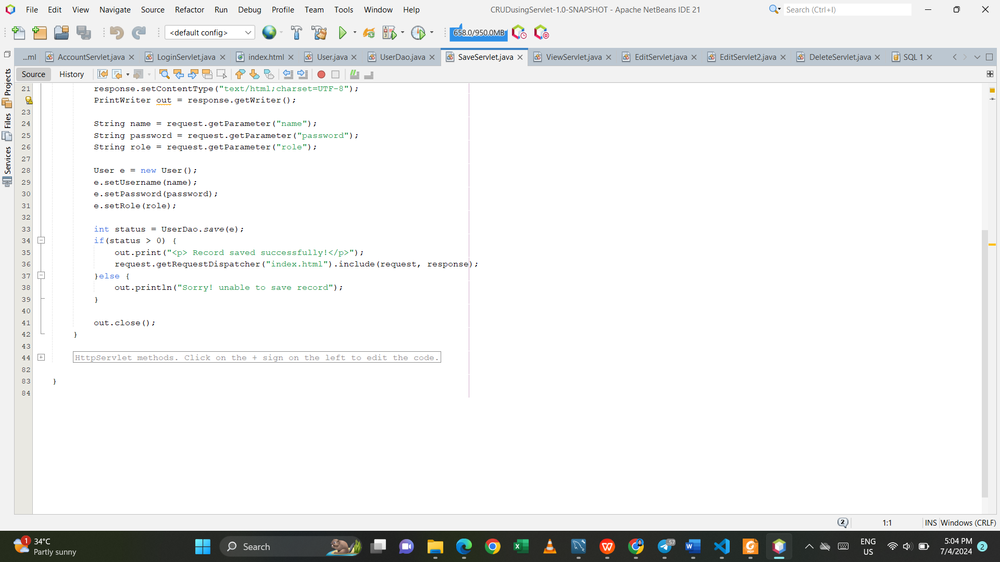 File Edit View Navigate Source Refactor Run Debug Profile Team Tools Window Help CRUDusingServlet-1.0-SNAPSHOT - Apache NetBeans IDE 21 Search (Ctrl+I)
<default config> 658.0/950.0MB
...ml AccountServlet.java LoginServlet.java index.html User.java UserDao.java SaveServlet.java ViewServlet.java EditServlet.java EditServlet2.java DeleteServlet.java SQL 1
Source History
Projects
Files
Services
21 response.setContentType("text/html;charset=UTF-8");
PrintWriter out = response.getWriter();
23
24 String name = request.getParameter("name");
25 String password = request.getParameter("password");
26 String role = request.getParameter("role");
27
28 User e = new User();
29 e.setUsername(name);
30 e.setPassword(password);
31 e.setRole(role);
32
33 int status = UserDao.save(e);
34 if(status > 0) {
35 out.print("<p> Record saved successfully!</p>");
36 request.getRequestDispatcher("index.html").include(request, response);
37 }else {
38 out.println("Sorry! unable to save record");
39 }
40
41 out.close();
42 }
43
44 HttpServlet methods. Click on the + sign on the left to edit the code.
82
83 }
84
2 1:1 INS Windows (CRLF)
1 34°C
Partly sunny
Search
57
ENG
US
5:04 PM
7/4/2024
2